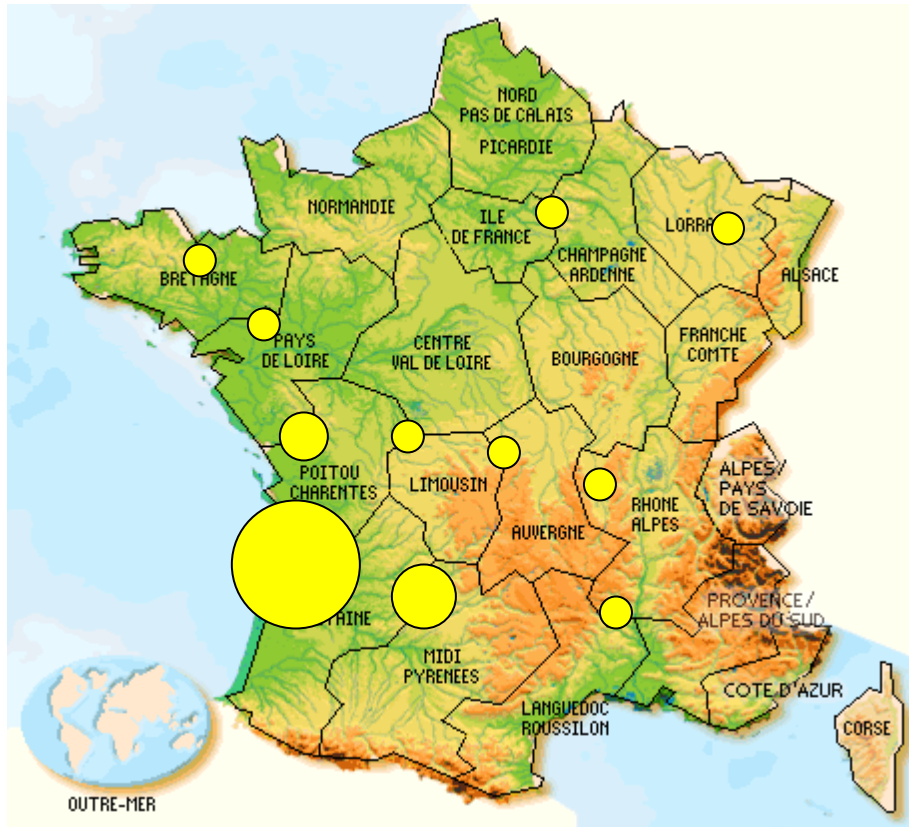 NORD
PAS DE CALAIS
PICARDIE
NORMANDIE
ILE
DE FRANCE
CHAMPAGNE
ARDENNE
LORRA
ALSACE
BRETAGNE
PAYS
DE LOIRE
CENTRE
VAL DE LOIRE
BOURGOGNE
FRANCHE
COMTE
POITOU
CHARENTES
LIMOUSIN
AUVERGNE
RHONE
ALPES
ALPES/
PAYS
DE SAVOIE
PROVENCE/
ALPES DU SUD
TAINE
MIDI
PYRENEES
LANGUEDOC
ROUSSILON
COTE D'AZUR
CORSE
OUTRE-MER